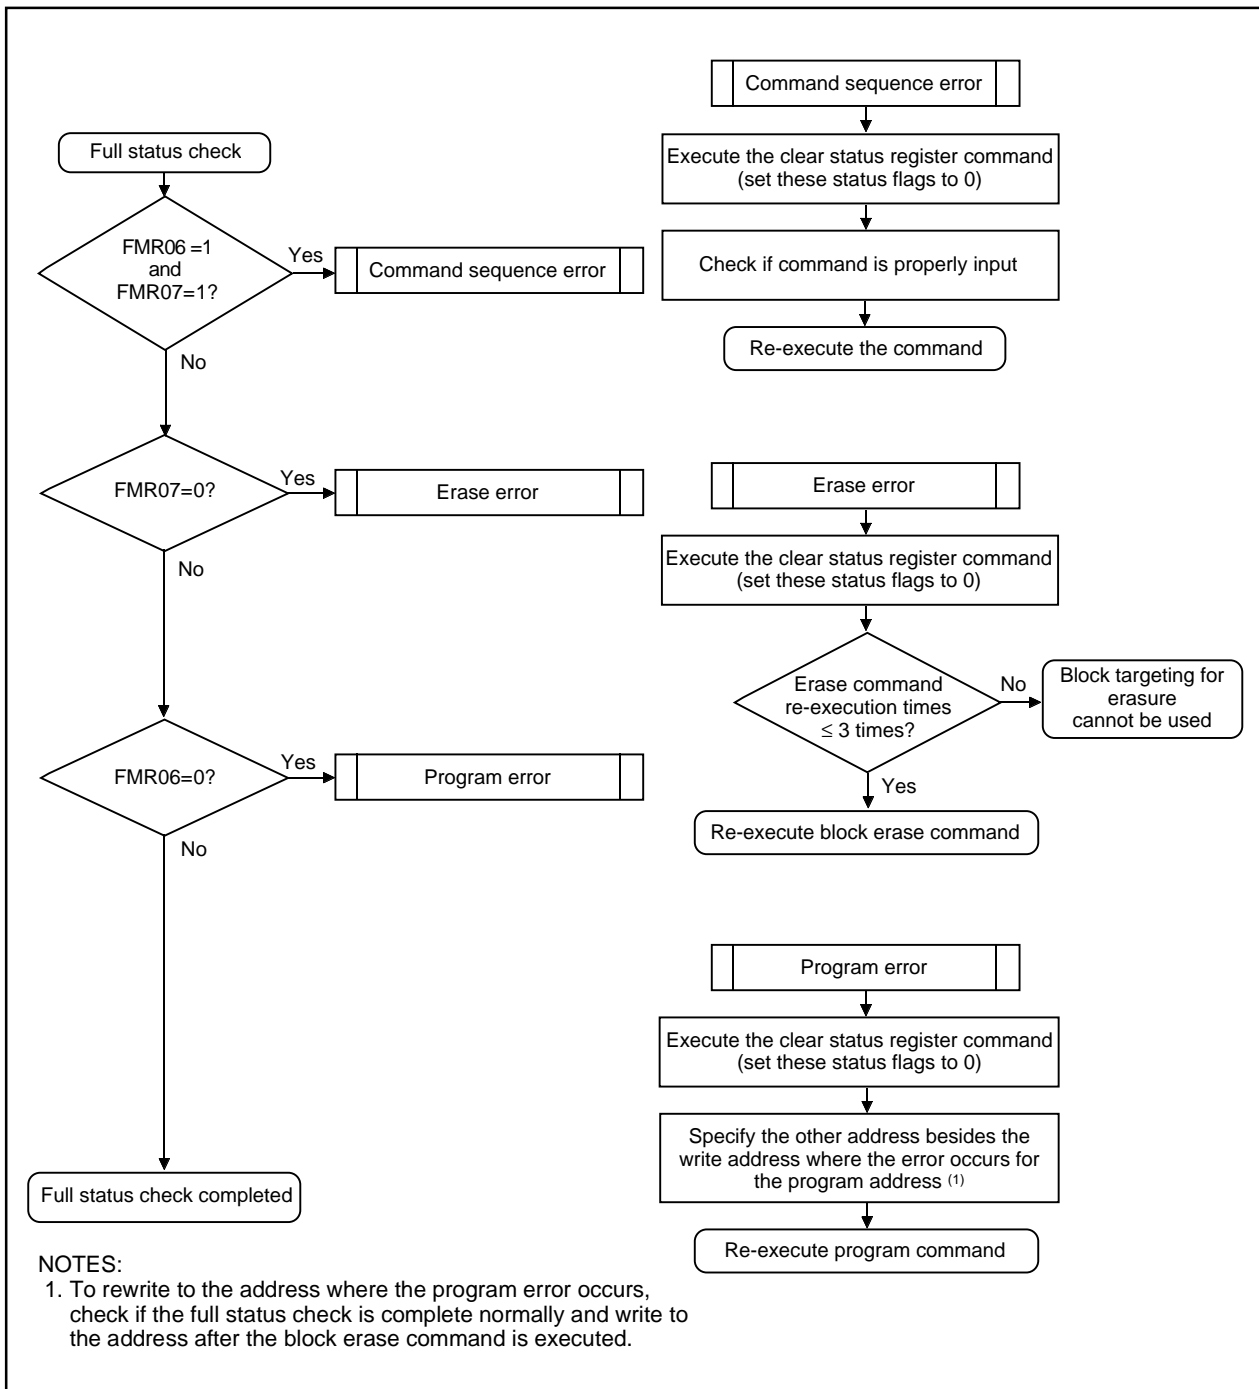 Full status check
FMR06 =1
and
FMR07=1?
Yes
Command sequence error
No
FMR07=0?
Yes
Erase error
No
FMR06=0?
Yes
Program error
No
Full status check completed
Command sequence error
Execute the clear status register command
(set these status flags to 0)
Check if command is properly input
Re-execute the command
Erase error
Execute the clear status register command
(set these status flags to 0)
Erase command
re-execution times
≤ 3 times?
No
Block targeting for
erasure
cannot be used
Yes
Re-execute block erase command
Program error
Execute the clear status register command
(set these status flags to 0)
Specify the other address besides the
write address where the error occurs for
the program address (1)
Re-execute program command
NOTES:
1. To rewrite to the address where the program error occurs,
check if the full status check is complete normally and write to
the address after the block erase command is executed.